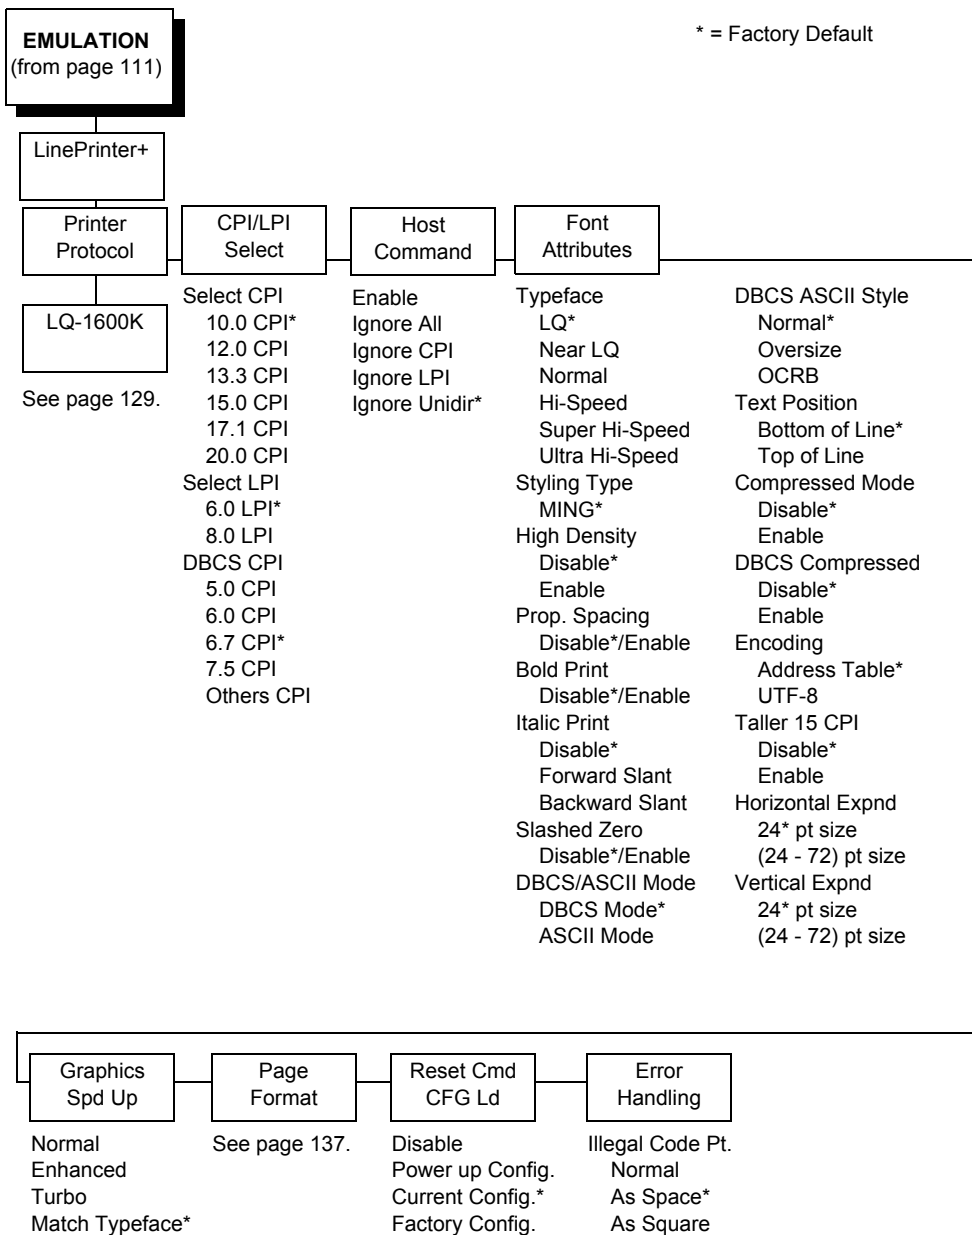 EMULATION
(from page 111)
* = Factory Default
LinePrinter+
Printer
Protocol
LQ-1600K
See page 129.
CPI/LPI
Select
Select CPI
10.0 CPI*
12.0 CPI
13.3 CPI
15.0 CPI
17.1 CPI
20.0 CPI
Select LPI
6.0 LPI*
8.0 LPI
DBCS CPI
5.0 CPI
6.0 CPI
6.7 CPI*
7.5 CPI
Others CPI
Host
Command
Enable
Ignore All
Ignore CPI
Ignore LPI
Ignore Unidir*
Font
Attributes
Typeface
LQ*
Near LQ
Normal
Hi-Speed
Super Hi-Speed
Ultra Hi-Speed
Styling Type
MING*
High Density
Disable*
Enable
Prop. Spacing
Disable*/Enable
Bold Print
Disable*/Enable
Italic Print
Disable*
Forward Slant
Backward Slant
Slashed Zero
Disable*/Enable
DBCS/ASCII Mode
DBCS Mode*
ASCII Mode
DBCS ASCII Style
Normal*
Oversize
OCRB
Text Position
Bottom of Line*
Top of Line
Compressed Mode
Disable*
Enable
DBCS Compressed
Disable*
Enable
Encoding
Address Table*
UTF-8
Taller 15 CPI
Disable*
Enable
Horizontal Expnd
24* pt size
(24 - 72) pt size
Vertical Expnd
24* pt size
(24 - 72) pt size
Graphics
Spd Up
Normal
Enhanced
Turbo
Match Typeface*
Page
Format
See page 137.
Reset Cmd
CFG Ld
Disable
Power up Config.
Current Config.*
Factory Config.
Error
Handling
Illegal Code Pt.
Normal
As Space*
As Square